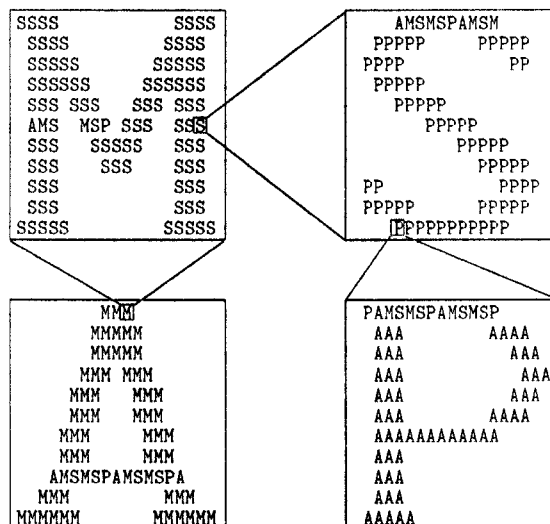 SSSS SSSS
SSSS SSSS
SSSSS SSSSS
SSSSSS SSSSSS
SSS SSS SSS SSS
AMS MSP SSS SSS
SSS SSSSS SSS
SSS SSS SSS
SSS SSS
SSS SSS
SSSSS SSSSS
AMSMSPAMSM
PPPPP PPPPP
PPPP PP
PPPPP
PPPPP
PPPPP
PPPPP
PPPPP
PP PPPP
PPPPP PPPPP
PPPPPPPPPPP
MMM
MMMMM
MMMMM
MMM MMM
MMM MMM
MMM MMM
MMM MMM
MMM MMM
AMSMSPAMSMSPA
MMM MMM
MMMMMM MMMMMM
PAMSMSPAMSMSP
AAA AAAA
AAA AAA
AAA AAA
AAA AAA
AAA AAAA
AAAAAAAAAAAA
AAA
AAA
AAA
AAAAA